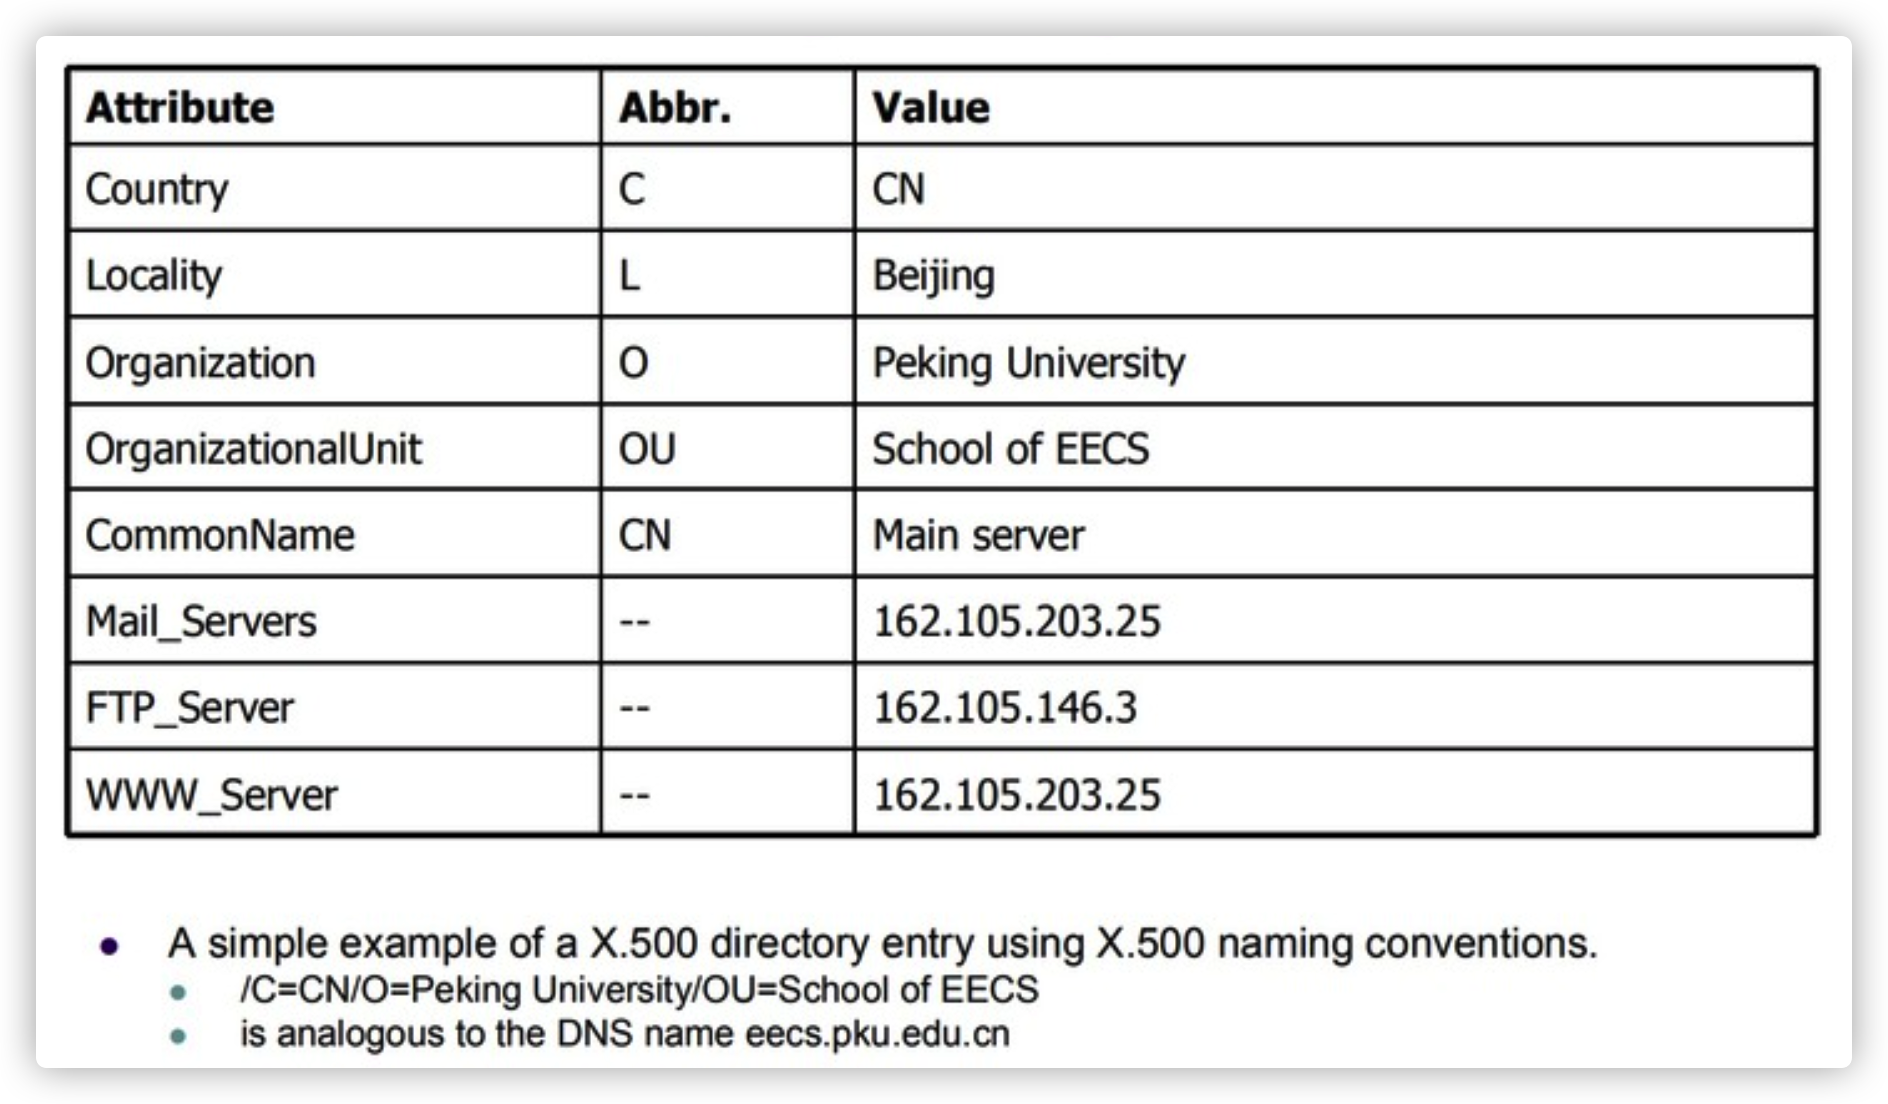 Attribute Abbr. Value
Country C CN
Locality L Beijing
Organization O Peking University
OrganizationalUnit OU School of EECS
CommonName CN Main server
Mail_Servers -- 162.105.203.25
FTP_Server -- 162.105.146.3
WWW_Server -- 162.105.203.25
• A simple example of a X.500 directory entry using X.500 naming conventions.
• /C=CN/O=Peking University/OU=School of EECS
• is analogous to the DNS name eecs.pku.edu.cn